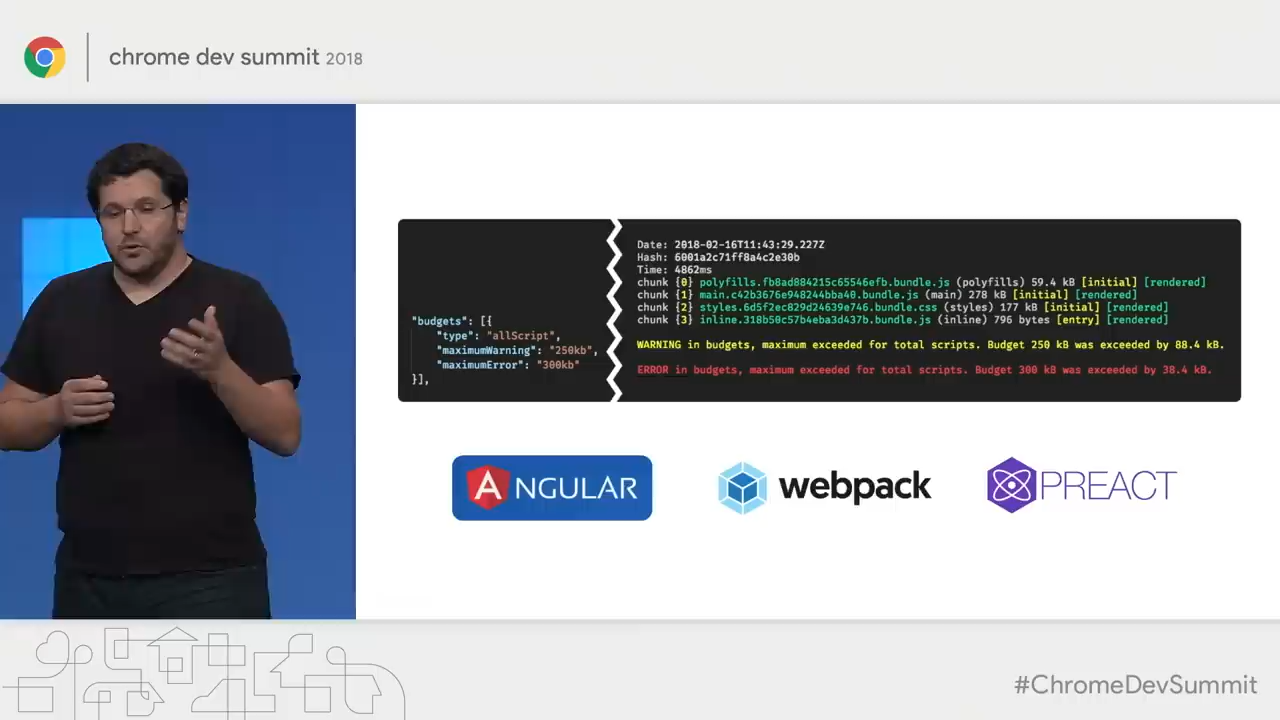 chrome dev summit 2018
"budgets": [{
"type": "allScript",
"maximumWarning": "250kb",
"maximumError": "300kb"
}],
Date: 2018-02-16T11:43:29.227Z
Hash: 6001a2c71ff8a4c2e30b
Time: 4862ms
chunk {0} polyfills.fb8ad884215c65546efb.bundle.js (polyfills) 59.4 kB [initial] [rendered]
chunk {1} main.c42b3676e948244bba40.bundle.js (main) 278 kB [initial] [rendered]
chunk {2} styles.6d5f2ec829d24639e746.bundle.css (styles) 177 kB [initial] [rendered]
chunk {3} inline.318b50c57b4eba3d437b.bundle.js (inline) 796 bytes [entry] [rendered]
WARNING in budgets, maximum exceeded for total scripts. Budget 250 kB was exceeded by 88.4 kB.
ERROR in budgets, maximum exceeded for total scripts. Budget 300 kB was exceeded by 38.4 kB.
ANGULAR
webpack
PREACT
#ChromeDevSummit